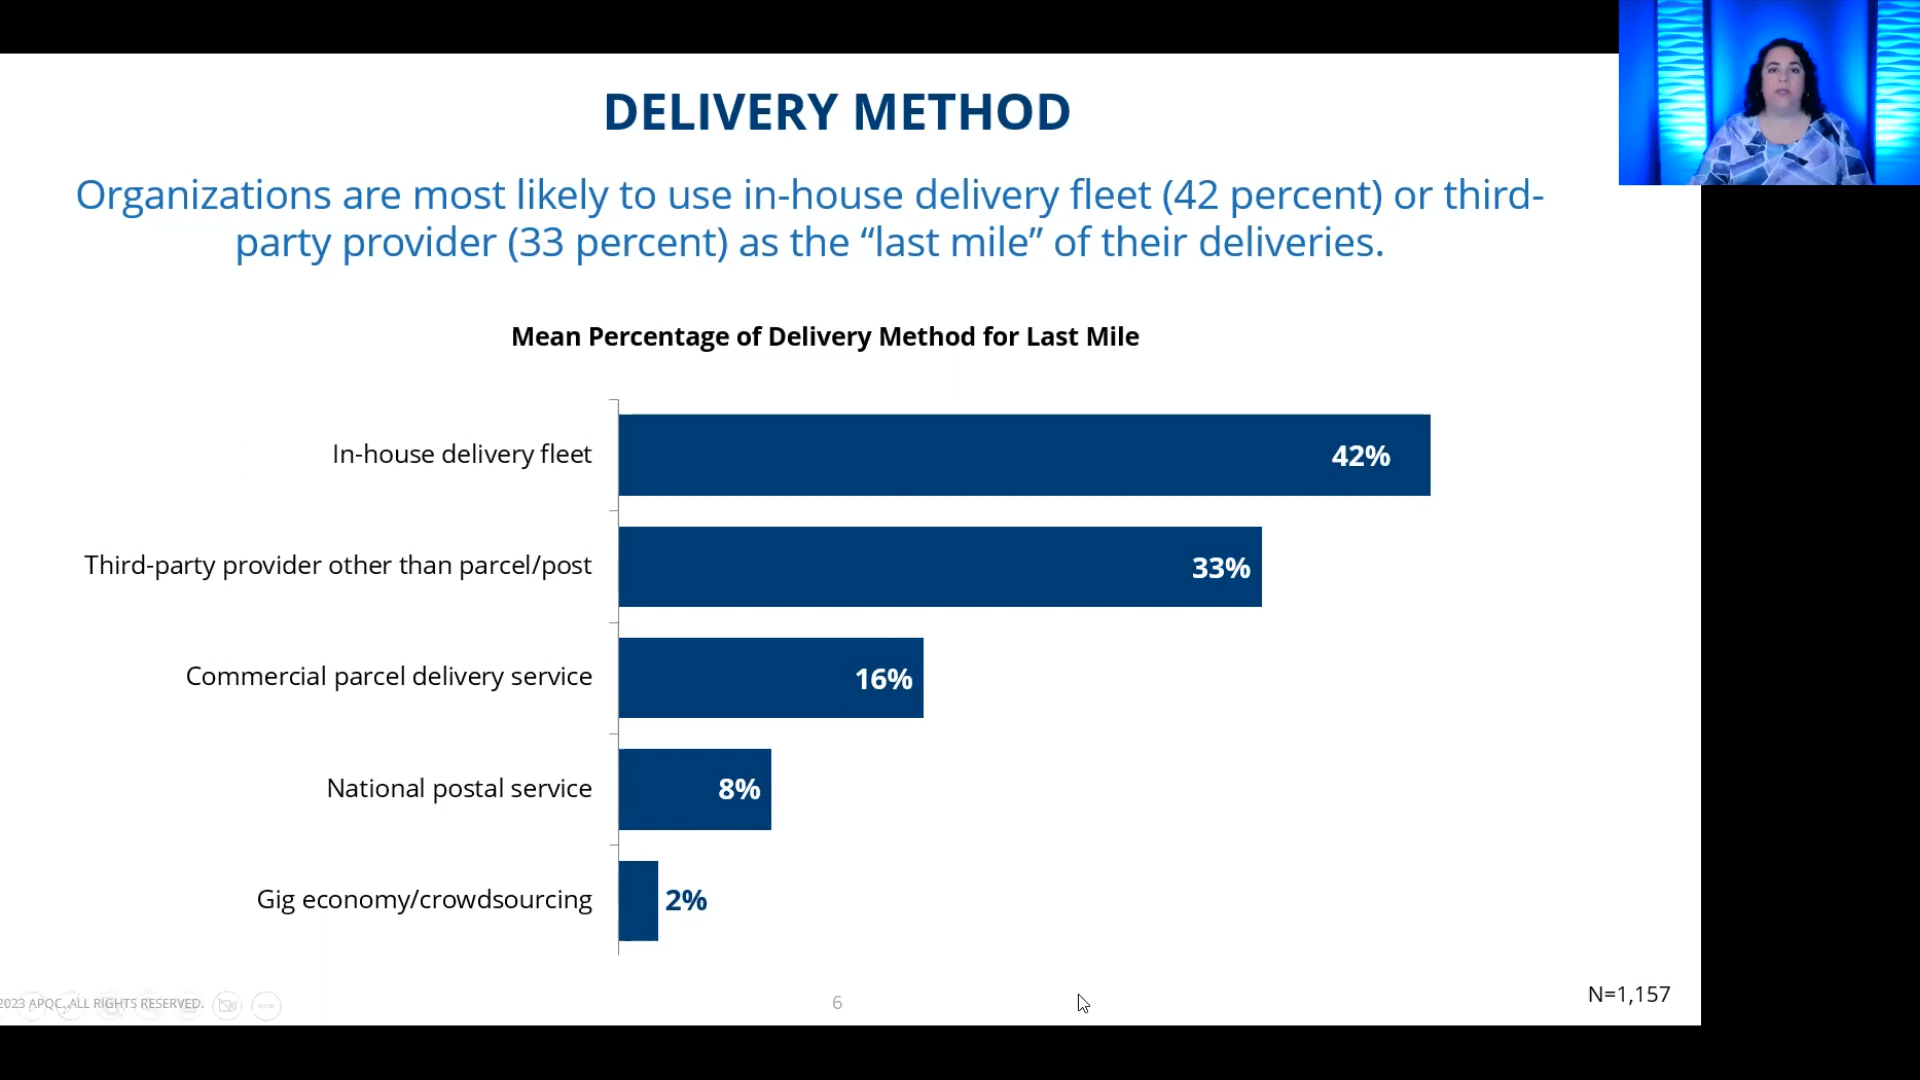 DELIVERY METHOD
Organizations are most likely to use in-house delivery fleet (42 percent) or third-
party provider (33 percent) as the “last mile” of their deliveries.
Mean Percentage of Delivery Method for Last Mile
In-house delivery fleet
42%
Third-party provider other than parcel/post
33%
Commercial parcel delivery service
16%
National postal service
8%
Gig economy/crowdsourcing
2%
2023 APQC. ALL RIGHTS RESERVED.
6
N=1,157